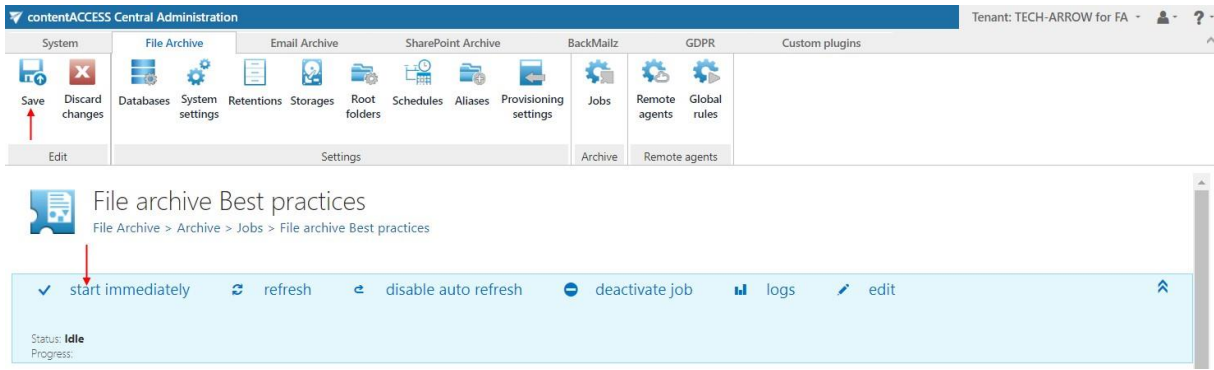 contentACCESS Central Administration
Tenant: TECH-ARROW for FA
?
System
File Archive
Email Archive
SharePoint Archive
BackMailz
GDPR
Custom plugins
Save
Discard
changes
Databases
System
settings
Retentions
Storages
Root
folders
Schedules
Aliases
Provisioning
settings
Jobs
Remote
agents
Global
rules
Edit
Settings
Archive
Remote agents
File archive Best practices
File Archive > Archive > Jobs > File archive Best practices
start immediately
refresh
disable auto refresh
deactivate job
logs
edit
Status: Idle
Progress: